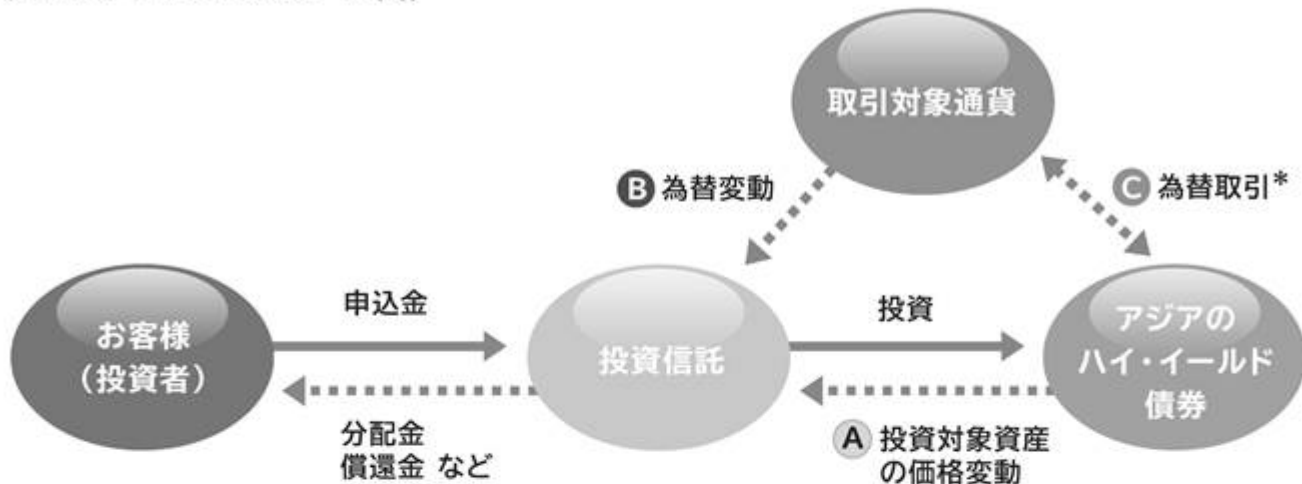 取引対象通貨
B 為替変動
C 為替取引*
お客様
（投資者）
申込金
投資信託
投資
アジアの
ハイ・イールド
債券
分配金
償還金 など
A 投資対象資産
の価格変動